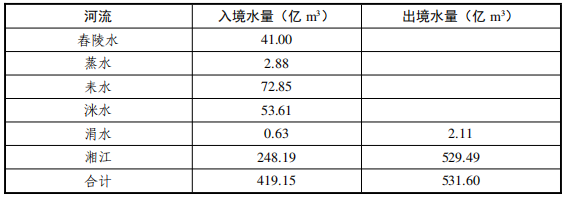 河流 入境水量（亿 m³） 出境水量（亿 m³）
舂陵水 41.00
蒸水 2.88
耒水 72.85
洣水 53.61
涓水 0.63 2.11
湘江 248.19 529.49
合计 419.15 531.60